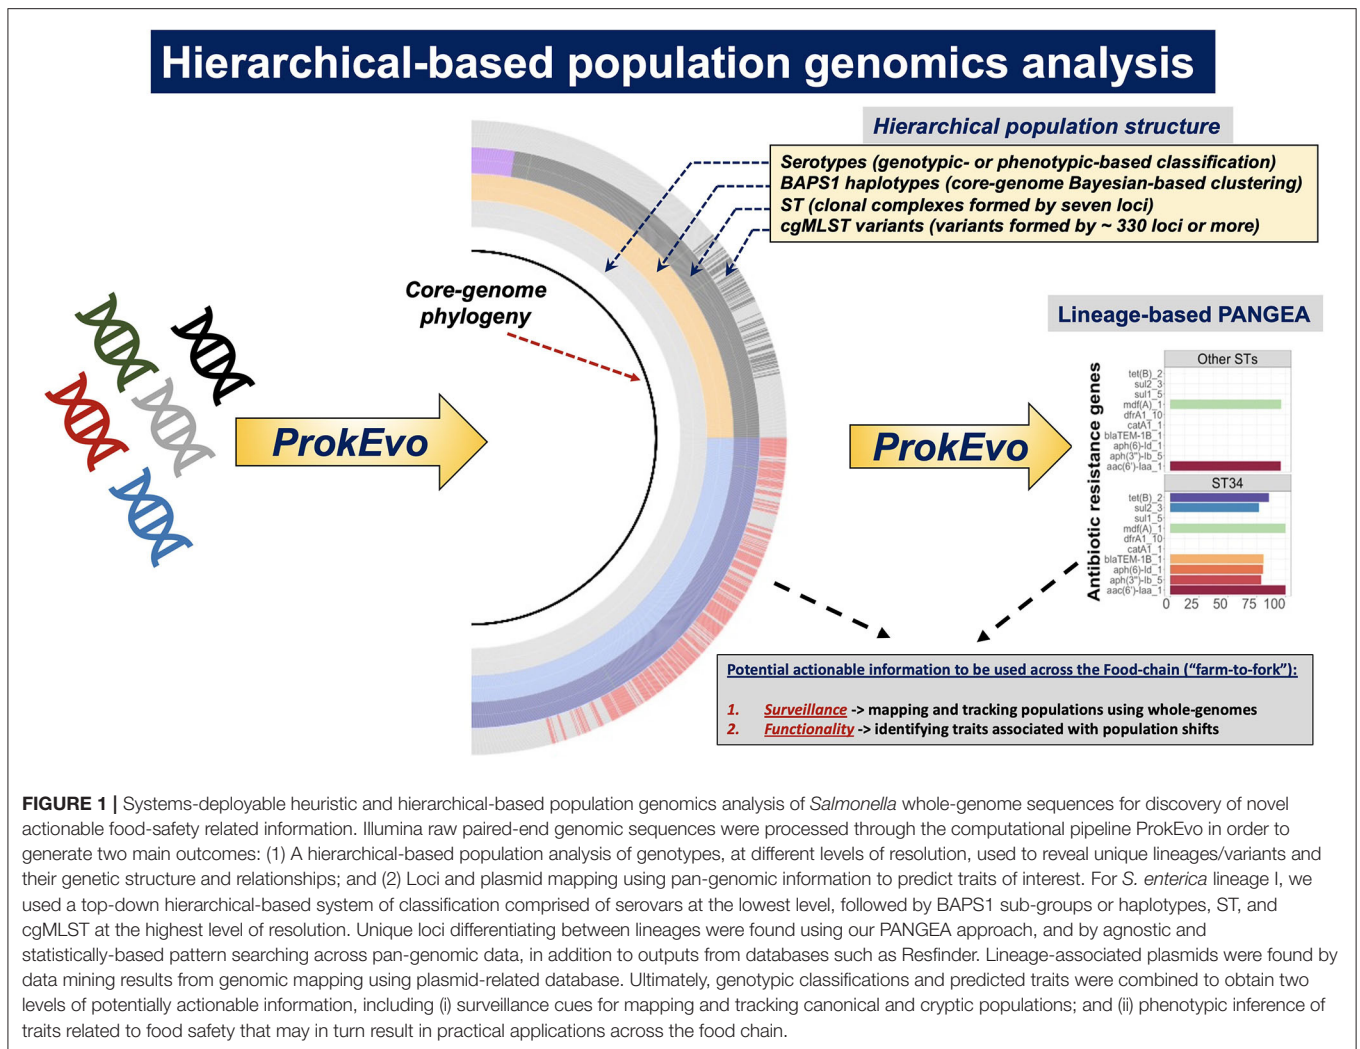 Hierarchical-based population genomics analysis
Hierarchical population structure
Serotypes (genotypic- or phenotypic-based classification)
BAPS1 haplotypes (core-genome Bayesian-based clustering)
ST (clonal complexes formed by seven loci)
cgMLST variants (variants formed by ~ 330 loci or more)
Core-genome
phylogeny
ProkEvo
ProkEvo
Lineage-based PANGEA
Antibiotic resistance genes
Other STs
tet(B)_2
sul2_3
sul1_5
mdf(A)_1
dfrA1_10
catA1_1
blaTEM-1B_1
aph(6)-Id_1
aph(3")-Ib_5
aac(6')-Iaa_1
ST34
tet(B)_2
sul2_3
sul1_5
mdf(A)_1
dfrA1_10
catA1_1
blaTEM-1B_1
aph(6)-Id_1
aph(3")-Ib_5
aac(6')-Iaa_1
0 25 50 75 100
Potential actionable information to be used across the Food-chain (“farm-to-fork”):
1. Surveillance -> mapping and tracking populations using whole-genomes
2. Functionality -> identifying traits associated with population shifts
FIGURE 1 | Systems-deployable heuristic and hierarchical-based population genomics analysis of Salmonella whole-genome sequences for discovery of novel
actionable food-safety related information. Illumina raw paired-end genomic sequences were processed through the computational pipeline ProkEvo in order to
generate two main outcomes: (1) A hierarchical-based population analysis of genotypes, at different levels of resolution, used to reveal unique lineages/variants and
their genetic structure and relationships; and (2) Loci and plasmid mapping using pan-genomic information to predict traits of interest. For S. enterica lineage I, we
used a top-down hierarchical-based system of classification comprised of serovars at the lowest level, followed by BAPS1 sub-groups or haplotypes, ST, and
cgMLST at the highest level of resolution. Unique loci differentiating between lineages were found using our PANGEA approach, and by agnostic and
statistically-based pattern searching across pan-genomic data, in addition to outputs from databases such as Resfinder. Lineage-associated plasmids were found by
data mining results from genomic mapping using plasmid-related database. Ultimately, genotypic classifications and predicted traits were combined to obtain two
levels of potentially actionable information, including (i) surveillance cues for mapping and tracking canonical and cryptic populations; and (ii) phenotypic inference of
traits related to food safety that may in turn result in practical applications across the food chain.